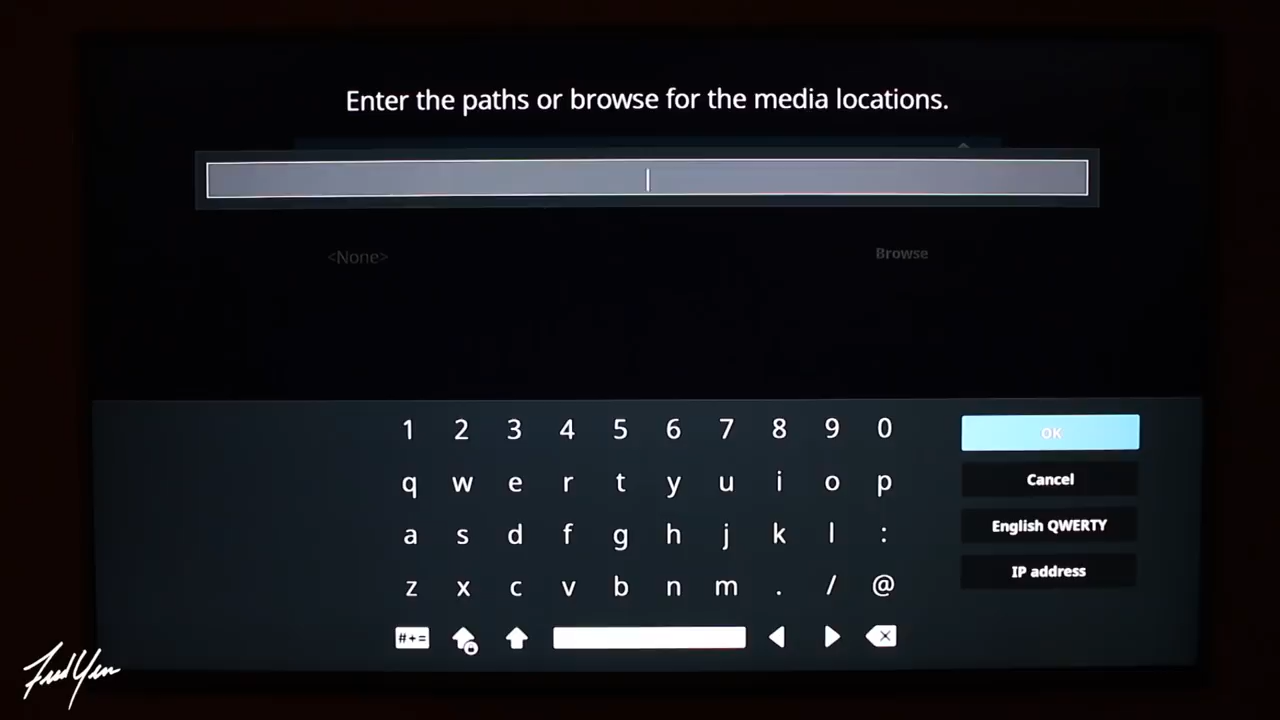 Enter the paths or browse for the media locations.
<None> Browse
1 2 3 4 5 6 7 8 9 0 OK
q w e r t y u i o p Cancel
a s d f g h j k l : English QWERTY
z x c v b n m . / @ IP address
#+=